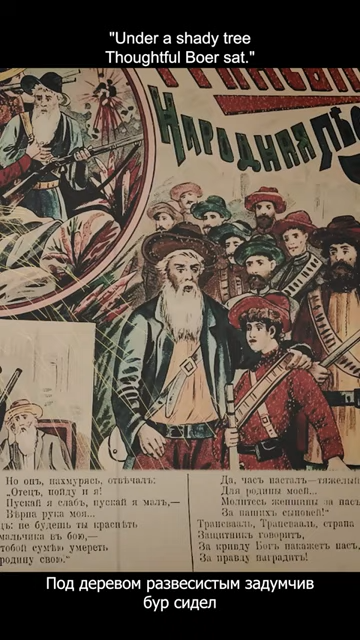 "Under a shady tree
Thoughtful Boer sat."
Народная
Но онъ, нахмурясь, отвѣчалъ:
„Отецъ, пойду и я!
Пускай я слабъ, пускай я малъ,—
Вѣрна рука моя...
не будешь ты краснѣть
мальчика въ бою,—
тобой сумѣю умереть
родину свою.“
Да, часъ насталъ—тяжелый
Для родины моей...
Молитесь женщины за насъ
За нашихъ сыновей!“
Трансвааль, Трансвааль, страна
Защитникъ говоритъ,
За кривду Богъ накажетъ насъ,
За правду наградитъ!
Под деревом развесистым задумчив
бур сидел